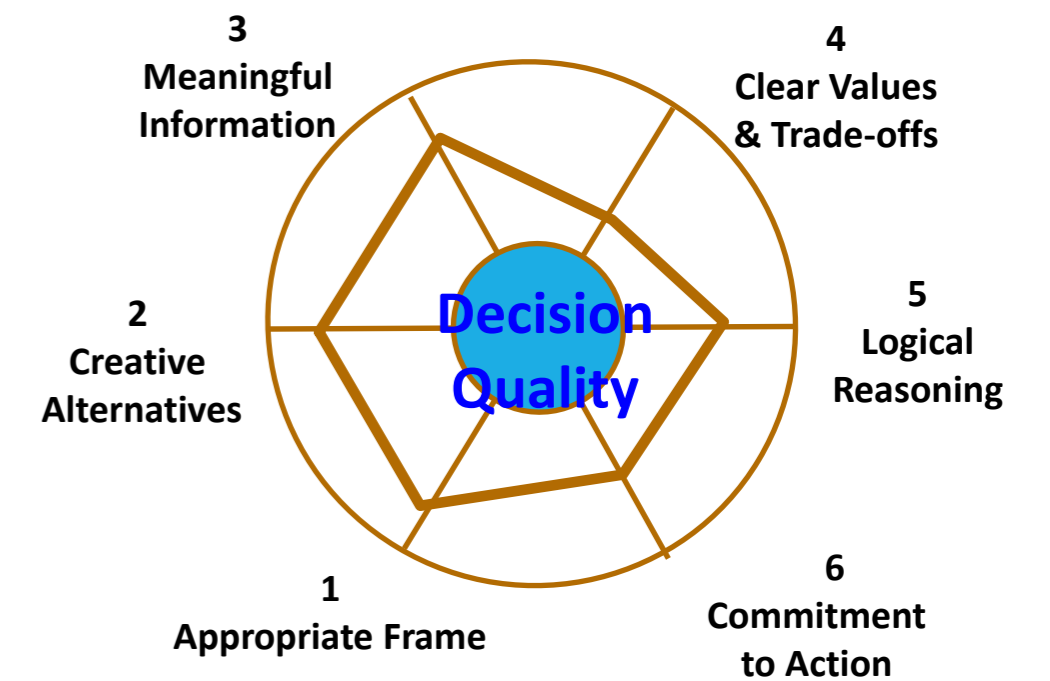 3
Meaningful
Information
4
Clear Values
& Trade-offs
2
Creative
Alternatives
Decision
Quality
5
Logical
Reasoning
1
Appropriate Frame
6
Commitment
to Action